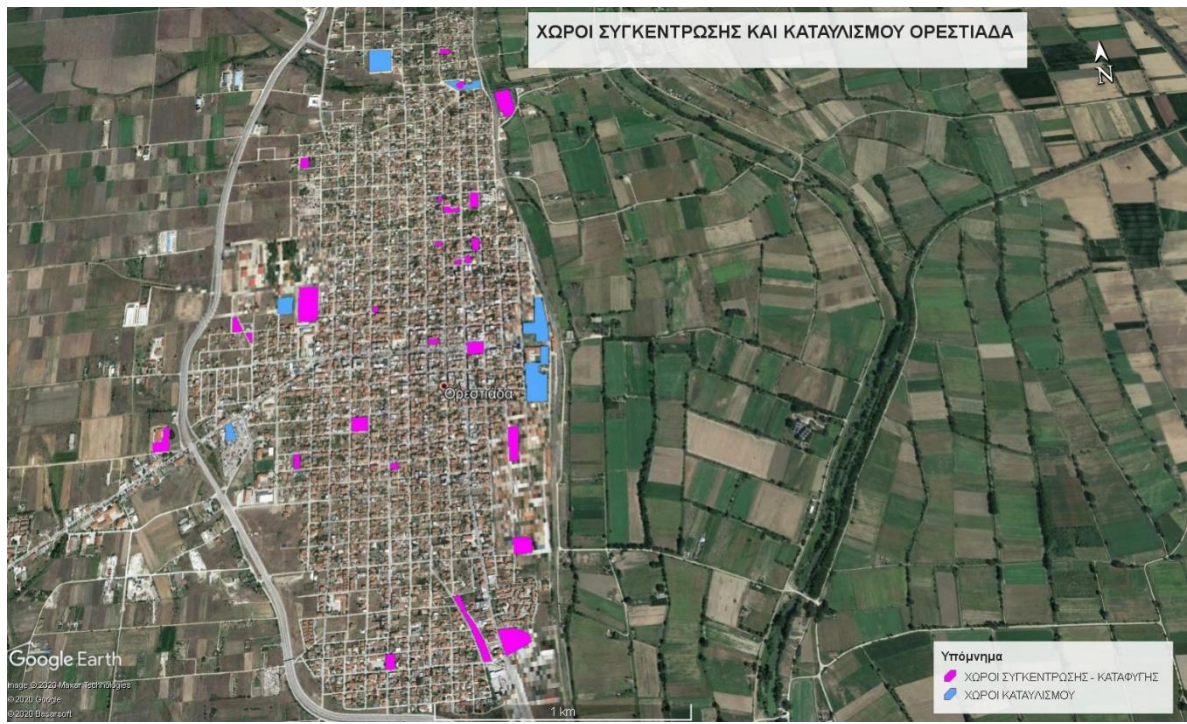 ΧΩΡΟΙ ΣΥΓΚΕΝΤΡΩΣΗΣ ΚΑΙ ΚΑΤΑΥΛΙΣΜΟΥ ΟΡΕΣΤΙΑΔΑ
N
Ορεστιάδα
Υπόμνημα
ΧΩΡΟΙ ΣΥΓΚΕΝΤΡΩΣΗΣ - ΚΑΤΑΦΥΓΗΣ
ΧΩΡΟΙ ΚΑΤΑΥΛΙΣΜΟΥ
Google Earth
Image © 2020 Maxar Technologies
©2020 Google
©2020 Basarsoft
1 km